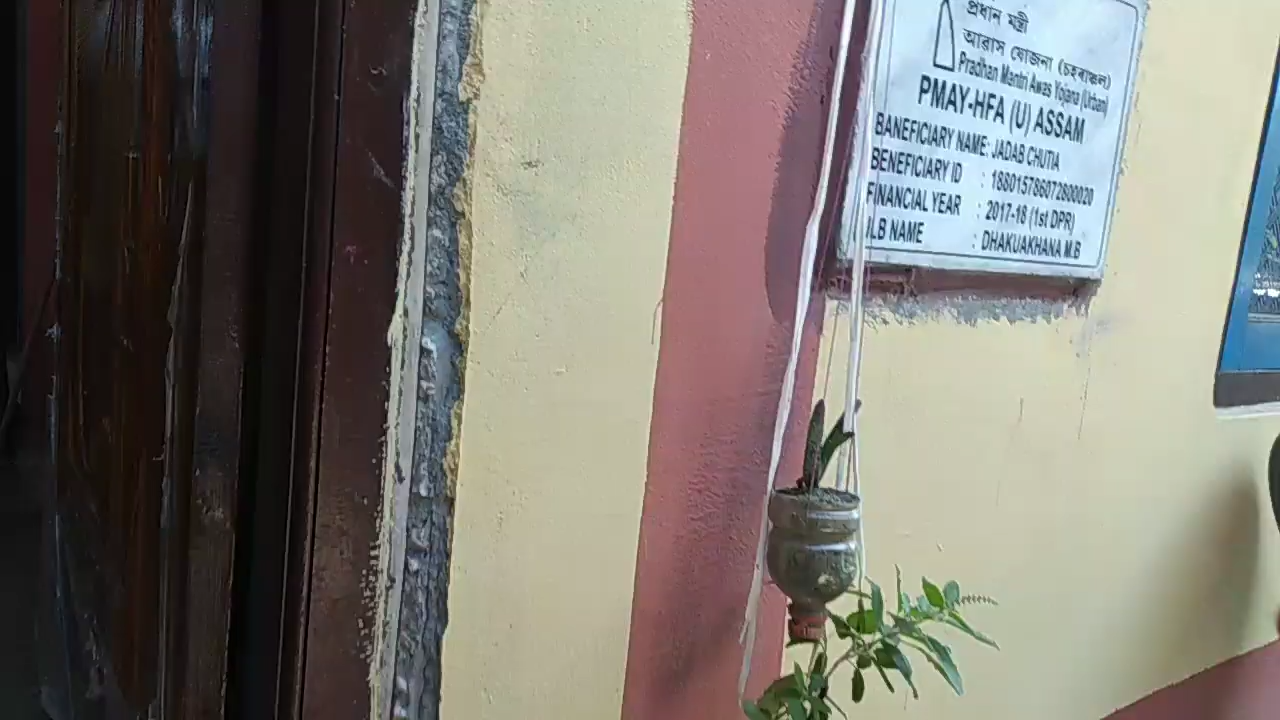 প্ৰধান মন্ত্ৰী
আৱাস যোজনা (চহৰাঞ্চল)
Pradhan Mantri Awas Yojana (Urban)
PMAY-HFA (U) ASSAM
BANEFICIARY NAME: JADAB CHUTIA
BENEFICIARY ID : 188015786072800020
FINANCIAL YEAR : 2017-18 (1st DPR)
ULB NAME : DHAKUAKHANA M.B